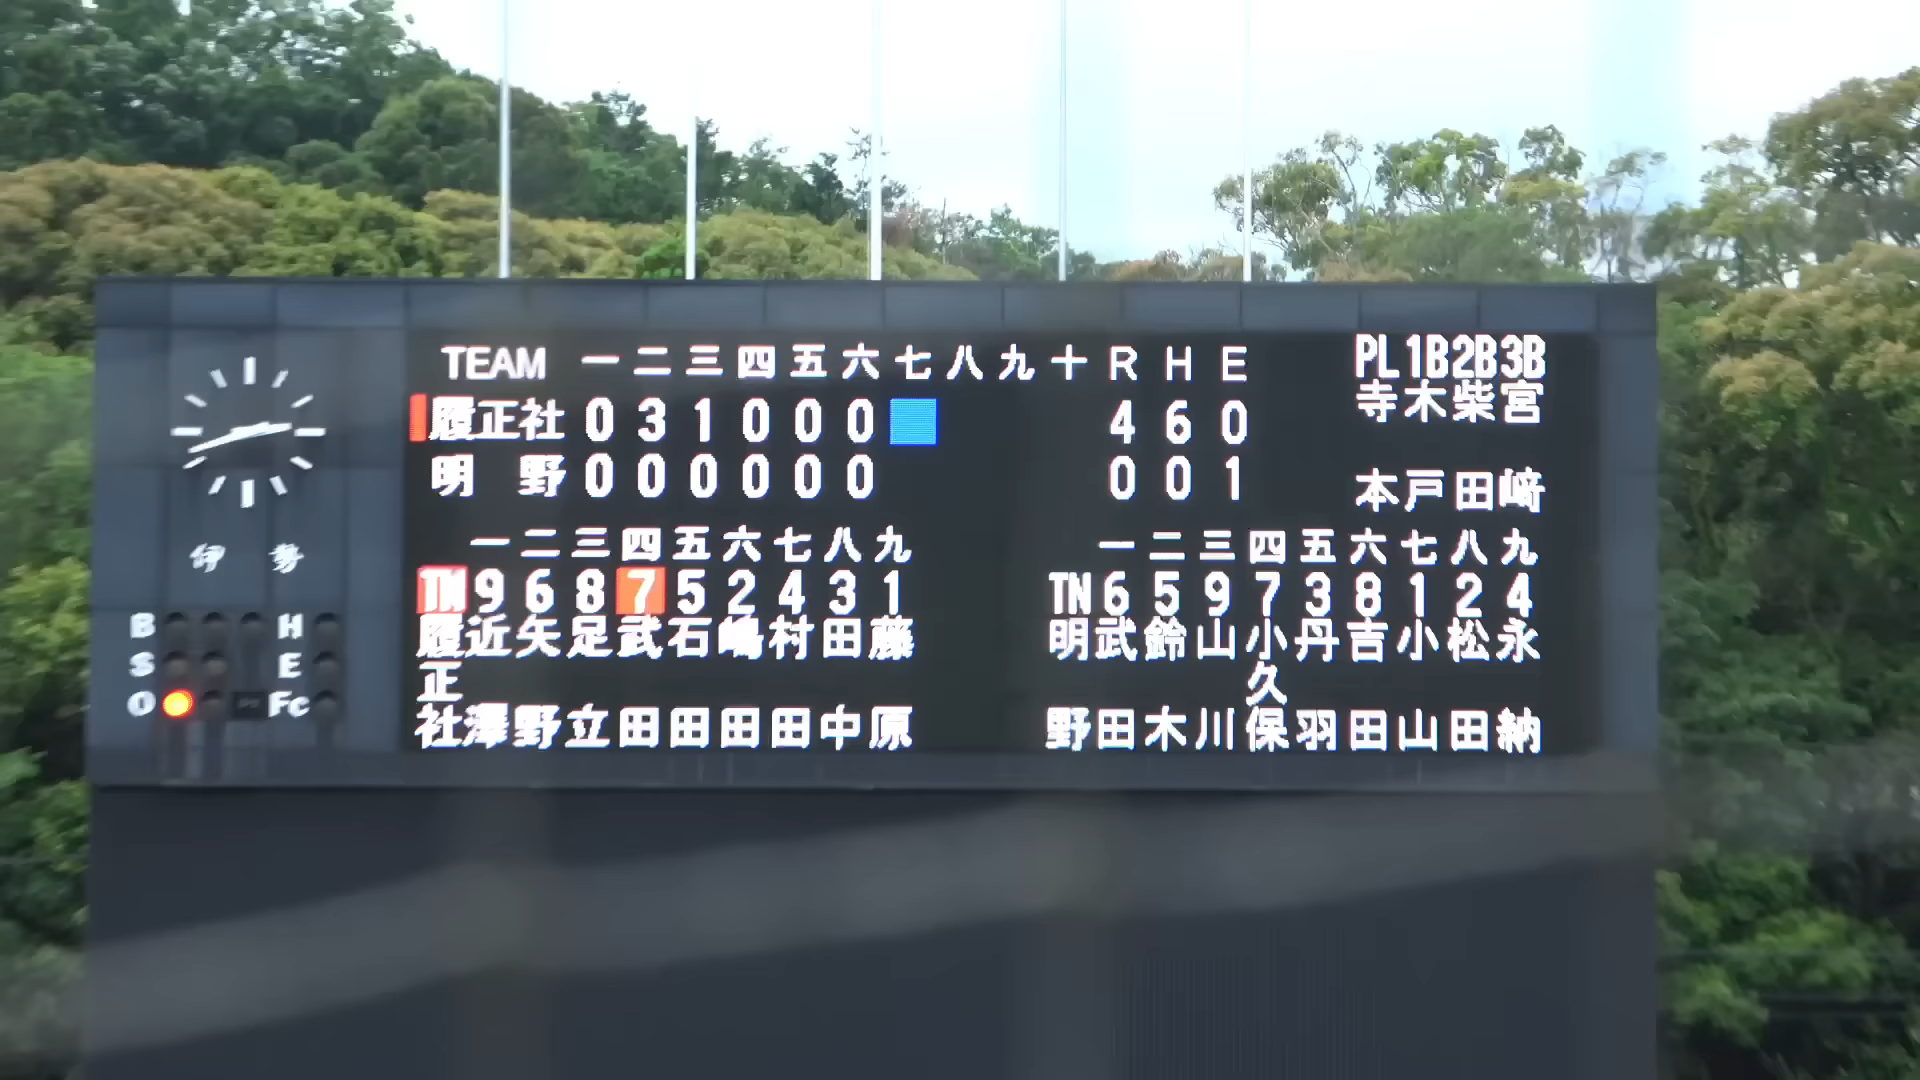 TEAM 一 二 三 四 五 六 七 八 九 十 R H E
履正社 0 3 1 0 0 0 4 6 0
明 野 0 0 0 0 0 0 0 0 1
PL 1B 2B 3B
寺 木 柴 宮
本 戸 田 﨑
伊 勢
B H
S E
O Fc
一 二 三 四 五 六 七 八 九
TN 9 6 8 7 5 2 4 3 1
履 近 矢 足 武 石 嶋 村 田 藤
正
社 澤 野 立 田 田 田 田 中 原
一 二 三 四 五 六 七 八 九
TN 6 5 9 7 3 8 1 2 4
明 武 鈴 山 小 丹 吉 小 松 永
久
野 田 木 川 保 羽 田 山 田 納